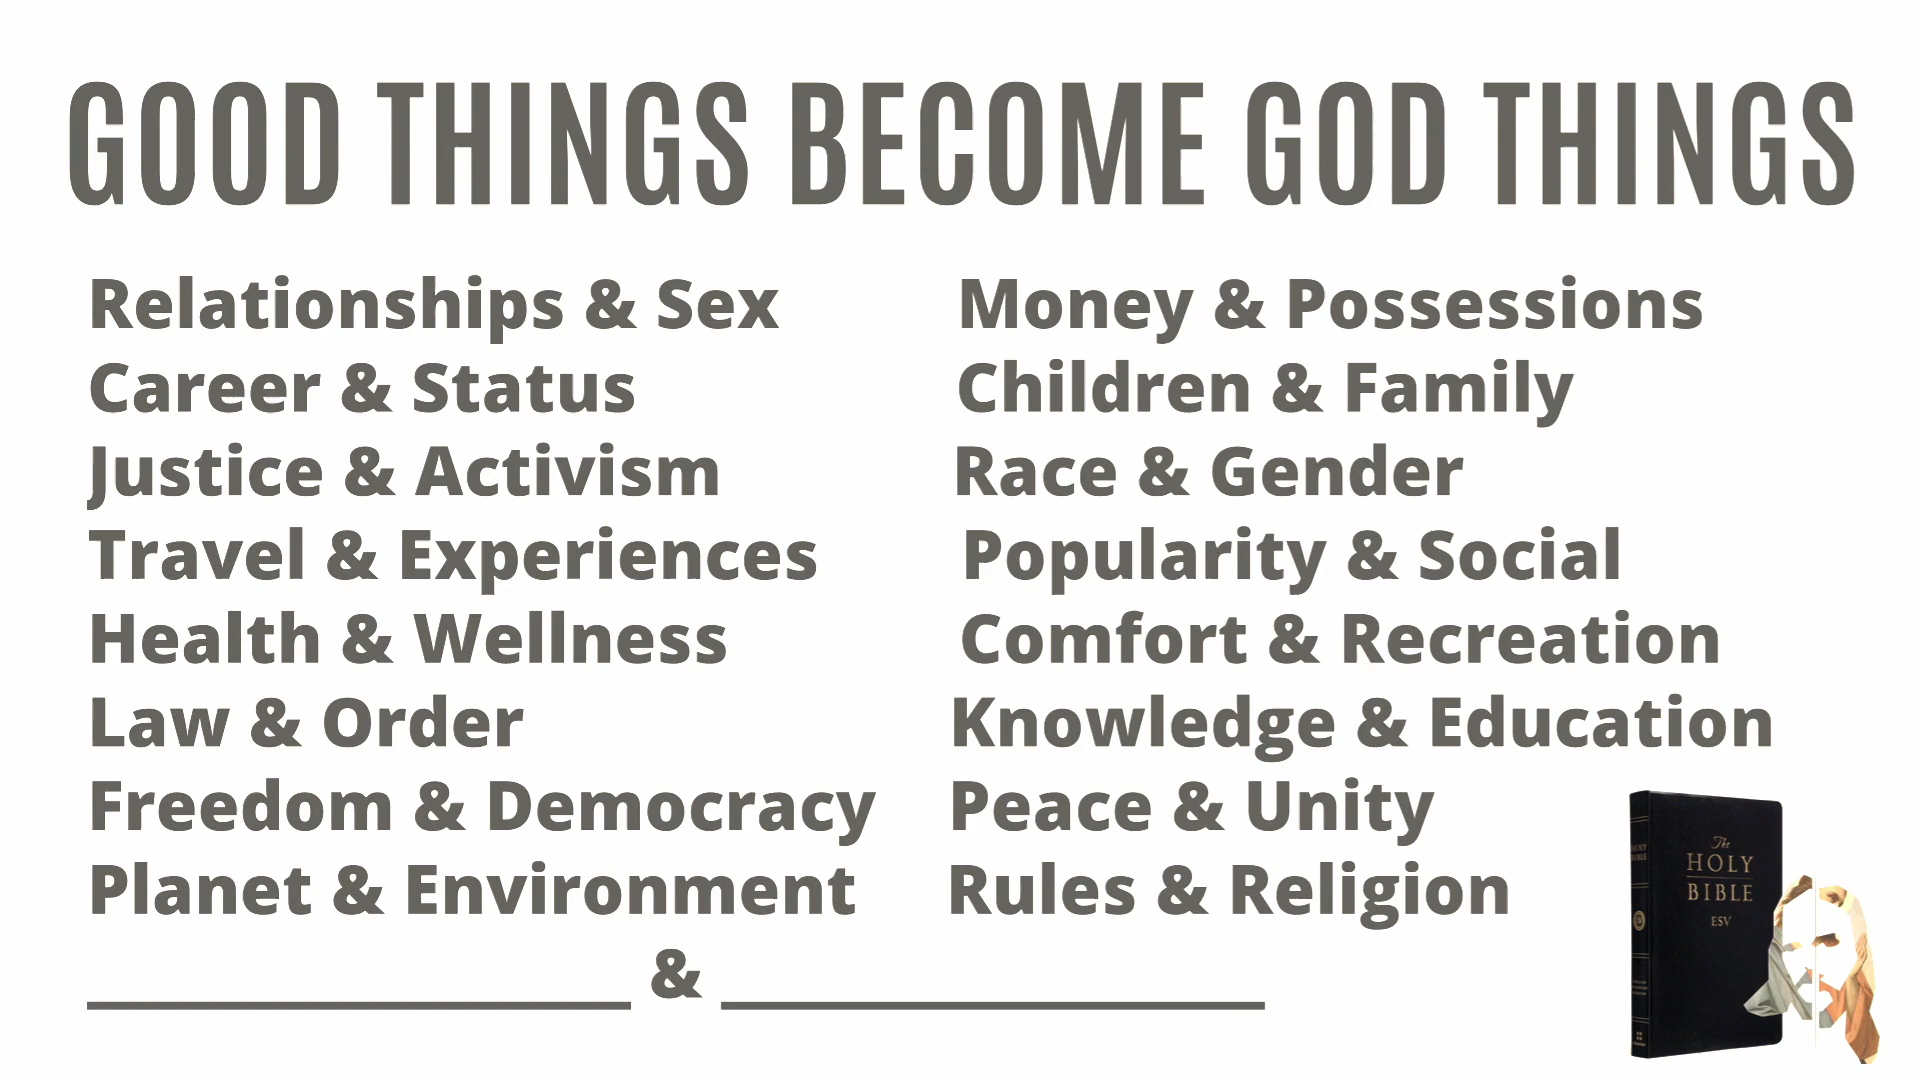 GOOD THINGS BECOME GOD THINGS
Relationships & Sex
Career & Status
Justice & Activism
Travel & Experiences
Health & Wellness
Law & Order
Freedom & Democracy
Planet & Environment
Money & Possessions
Children & Family
Race & Gender
Popularity & Social
Comfort & Recreation
Knowledge & Education
Peace & Unity
Rules & Religion
____________ & ____________
The
HOLY
BIBLE
ESV